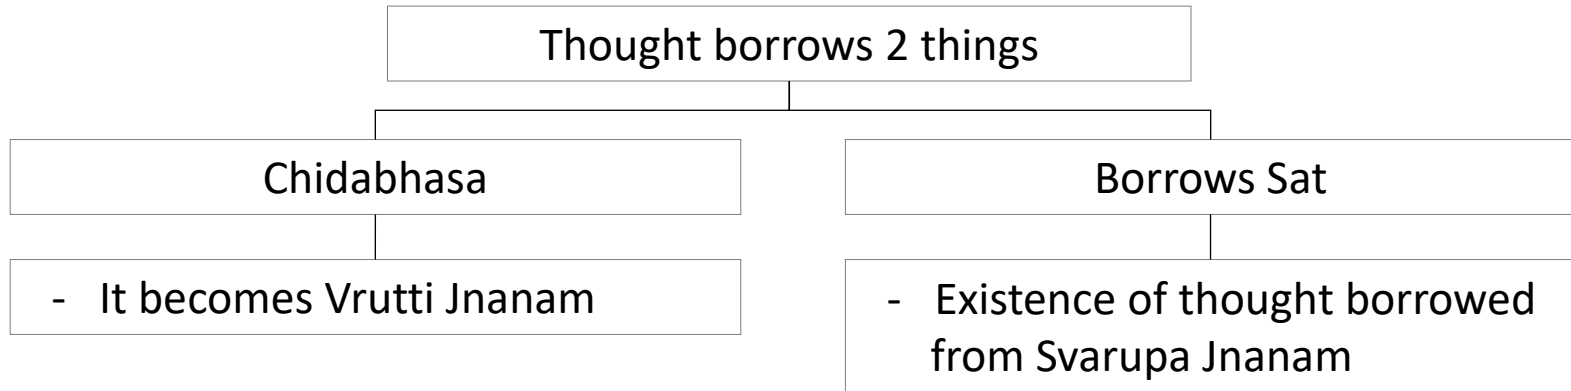 Thought borrows 2 things
Chidabhasa
Borrows Sat
- It becomes Vrutti Jnanam
- Existence of thought borrowed
from Svarupa Jnanam